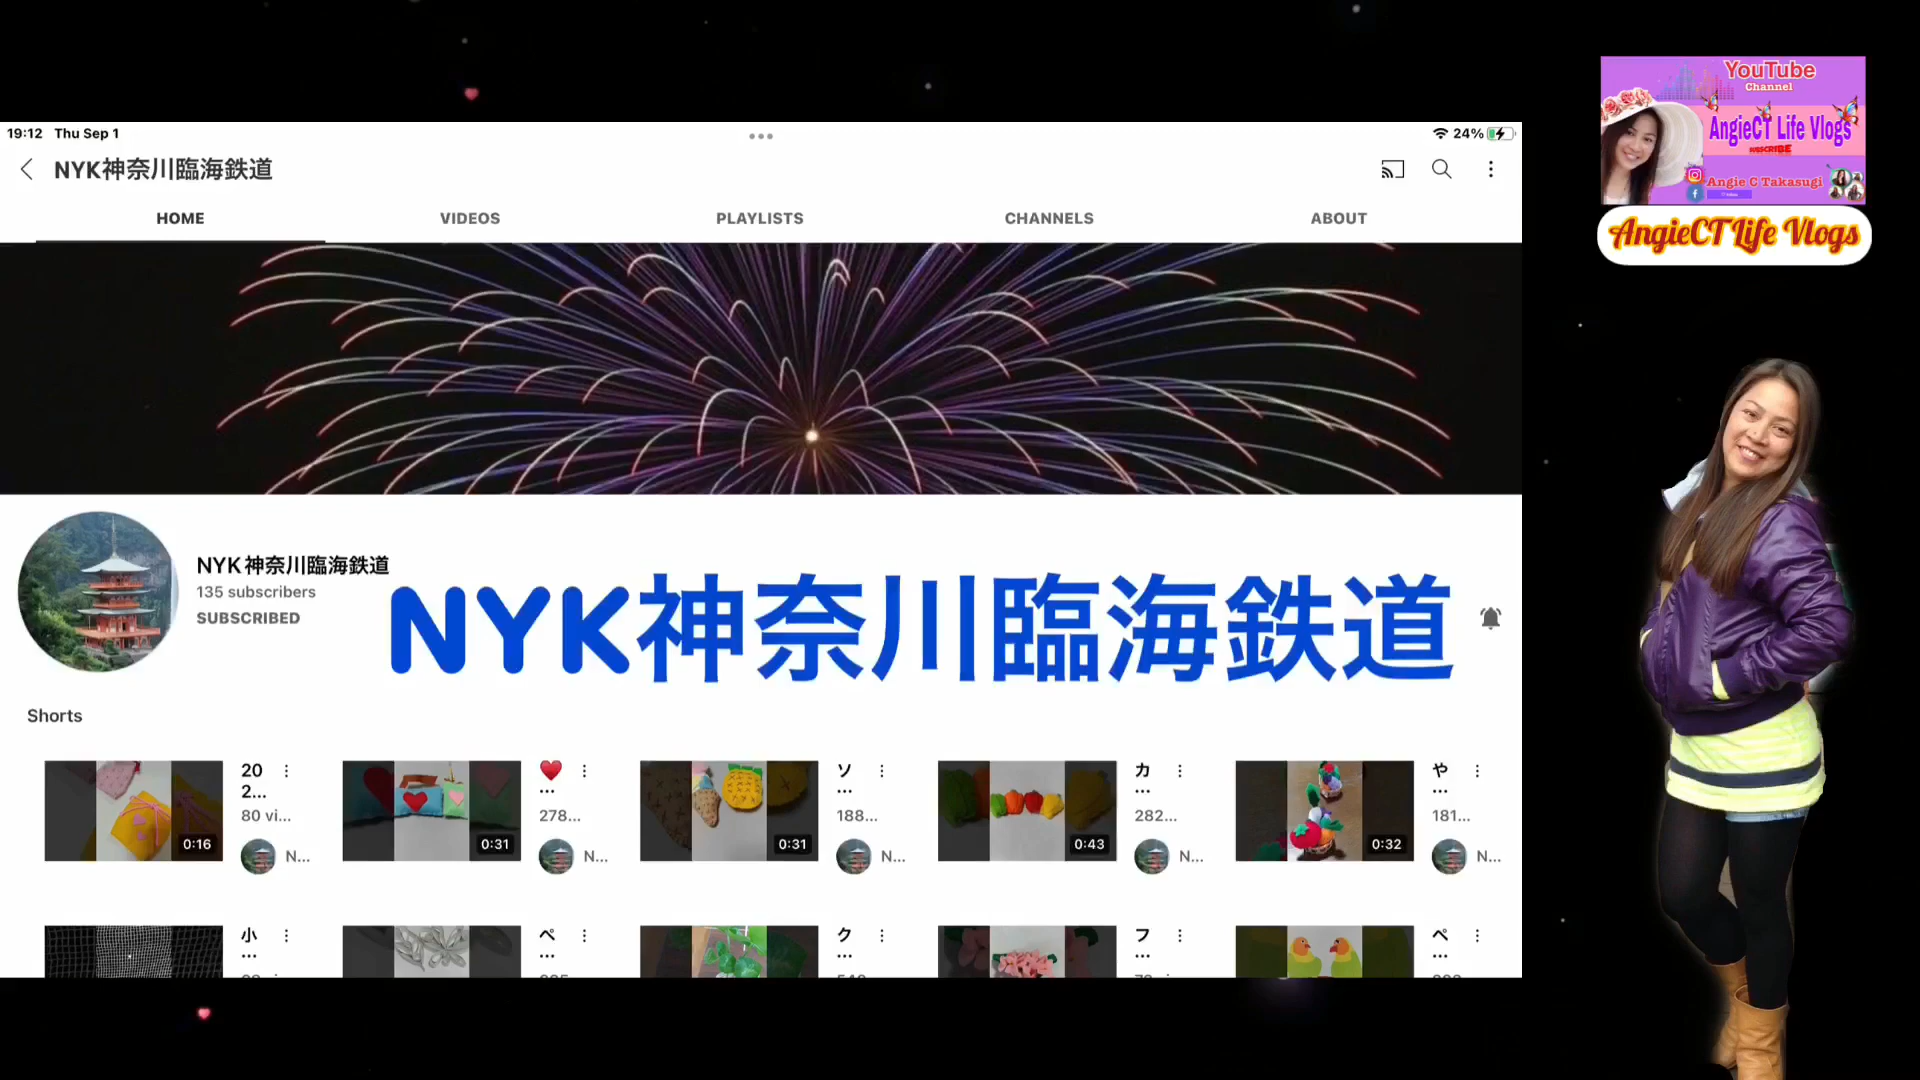 19:12 Thu Sep 1
24%
NYK神奈川臨海鉄道
HOME
VIDEOS
PLAYLISTS
CHANNELS
ABOUT
NYK神奈川臨海鉄道
135 subscribers
SUBSCRIBED
NYK神奈川臨海鉄道
Shorts
0:16
20
2...
80 vi...
N...
0:31
...
278...
N...
0:31
ソ
...
188...
N...
0:43
カ
...
282...
N...
0:32
や
...
181...
N...
小
...
ペ
...
ク
...
フ
...
ペ
...
YouTube
Channel
AngieCT Life Vlogs
SUBSCRIBE
Angie C Takasugi
AngieCT Life Vlogs